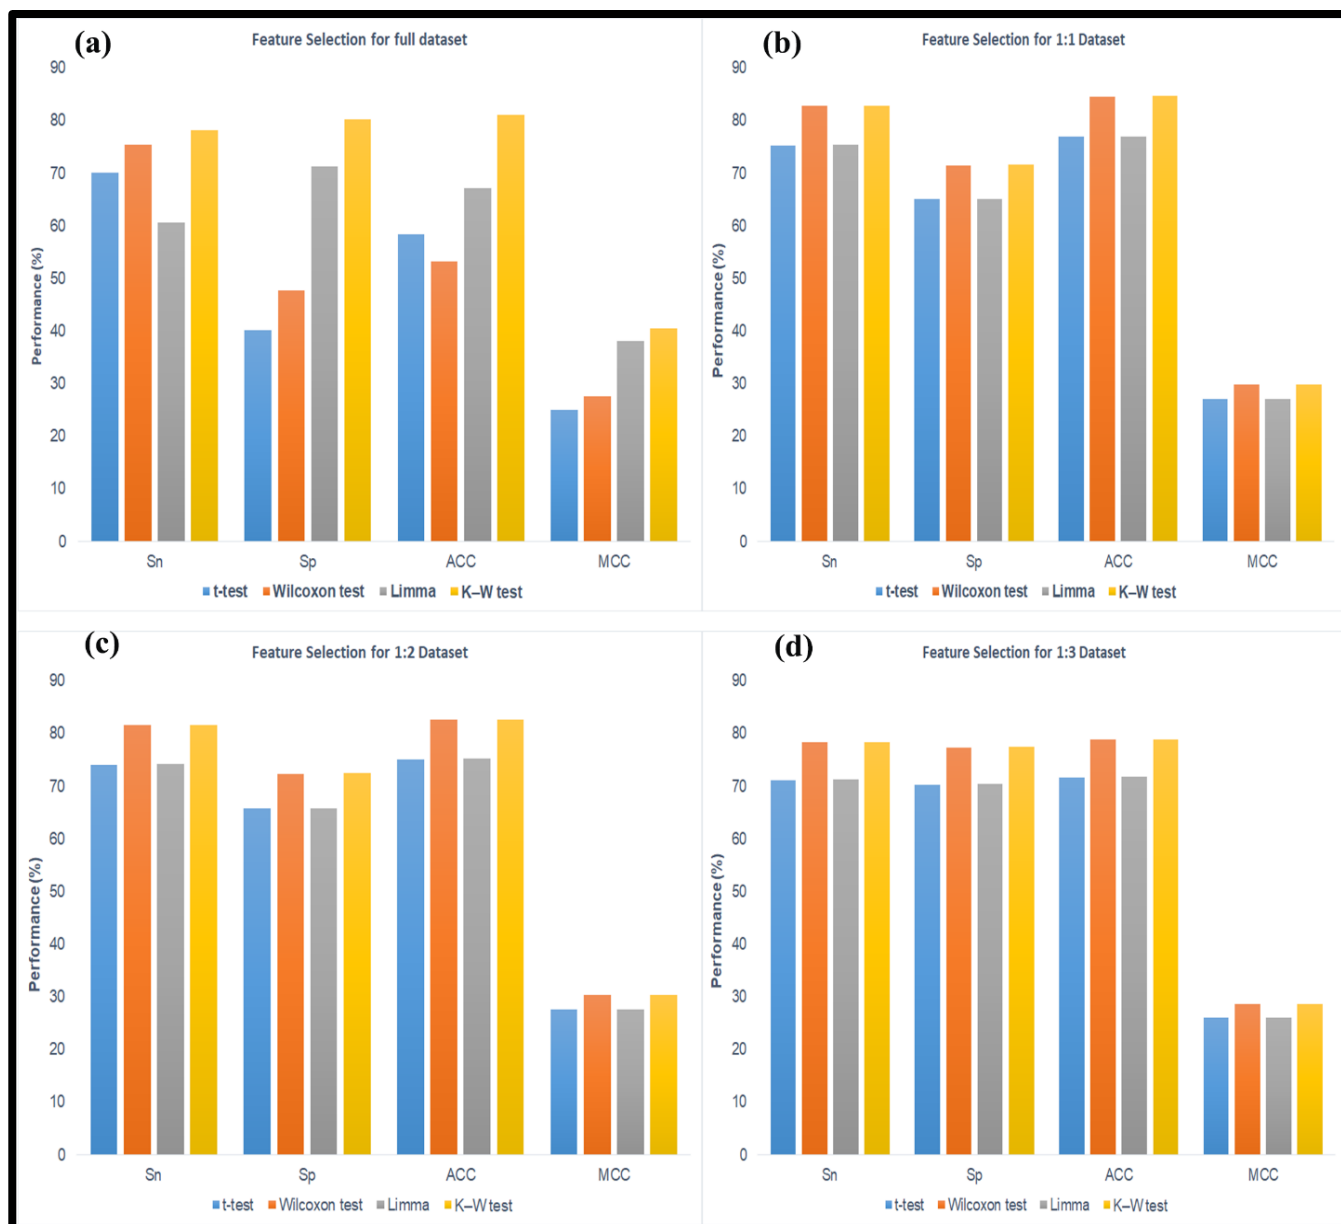 (a)
Feature Selection for full dataset
Performance (%)
90
80
70
60
50
40
30
20
10
0
Sn Sp ACC MCC
t-test Wilcoxon test Limma K–W test
(b)
Feature Selection for 1:1 Dataset
Performance (%)
90
80
70
60
50
40
30
20
10
0
Sn Sp ACC MCC
t-test Wilcoxon test Limma K–W test
(c)
Feature Selection for 1:2 Dataset
Performance (%)
90
80
70
60
50
40
30
20
10
0
Sn Sp ACC MCC
t-test Wilcoxon test Limma K–W test
(d)
Feature Selection for 1:3 Dataset
Performance (%)
90
80
70
60
50
40
30
20
10
0
Sn Sp ACC MCC
t-test Wilcoxon test Limma K–W test